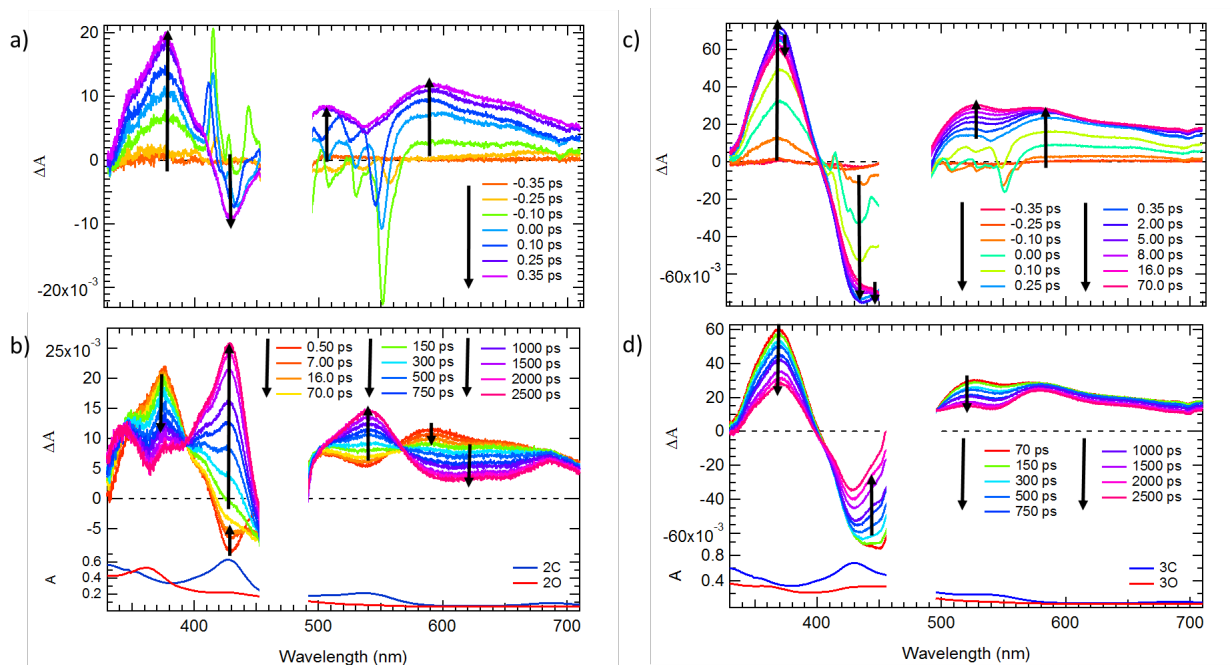 a)
20
10
0
-10
-20x10⁻³
ΔA
-0.35 ps
-0.25 ps
-0.10 ps
0.00 ps
0.10 ps
0.25 ps
0.35 ps
b)
25x10⁻³
20
15
10
5
0
-5
ΔA
0.50 ps
7.00 ps
16.0 ps
70.0 ps
150 ps
300 ps
500 ps
750 ps
1000 ps
1500 ps
2000 ps
2500 ps
0.6
0.4
0.2
A
2C
2O
400
500
600
700
Wavelength (nm)
c)
60
40
20
0
-20
-40
-60x10⁻³
ΔA
-0.35 ps
-0.25 ps
-0.10 ps
0.00 ps
0.10 ps
0.25 ps
0.35 ps
2.00 ps
5.00 ps
8.00 ps
16.0 ps
70.0 ps
d)
60
40
20
0
-20
-40
-60x10⁻³
ΔA
70 ps
150 ps
300 ps
500 ps
750 ps
1000 ps
1500 ps
2000 ps
2500 ps
0.8
0.4
A
3C
3O
400
500
600
700
Wavelength (nm)